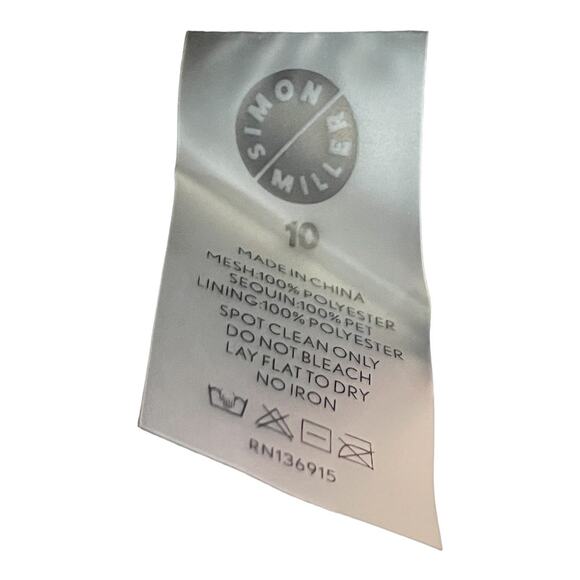 SIMON
MILLER
10
MADE IN CHINA
MESH:100% POLYESTER
SEQUIN:100% PET
LINING:100% POLYESTER
SPOT CLEAN ONLY
DO NOT BLEACH
LAY FLAT TO DRY
NO IRON
RN136915